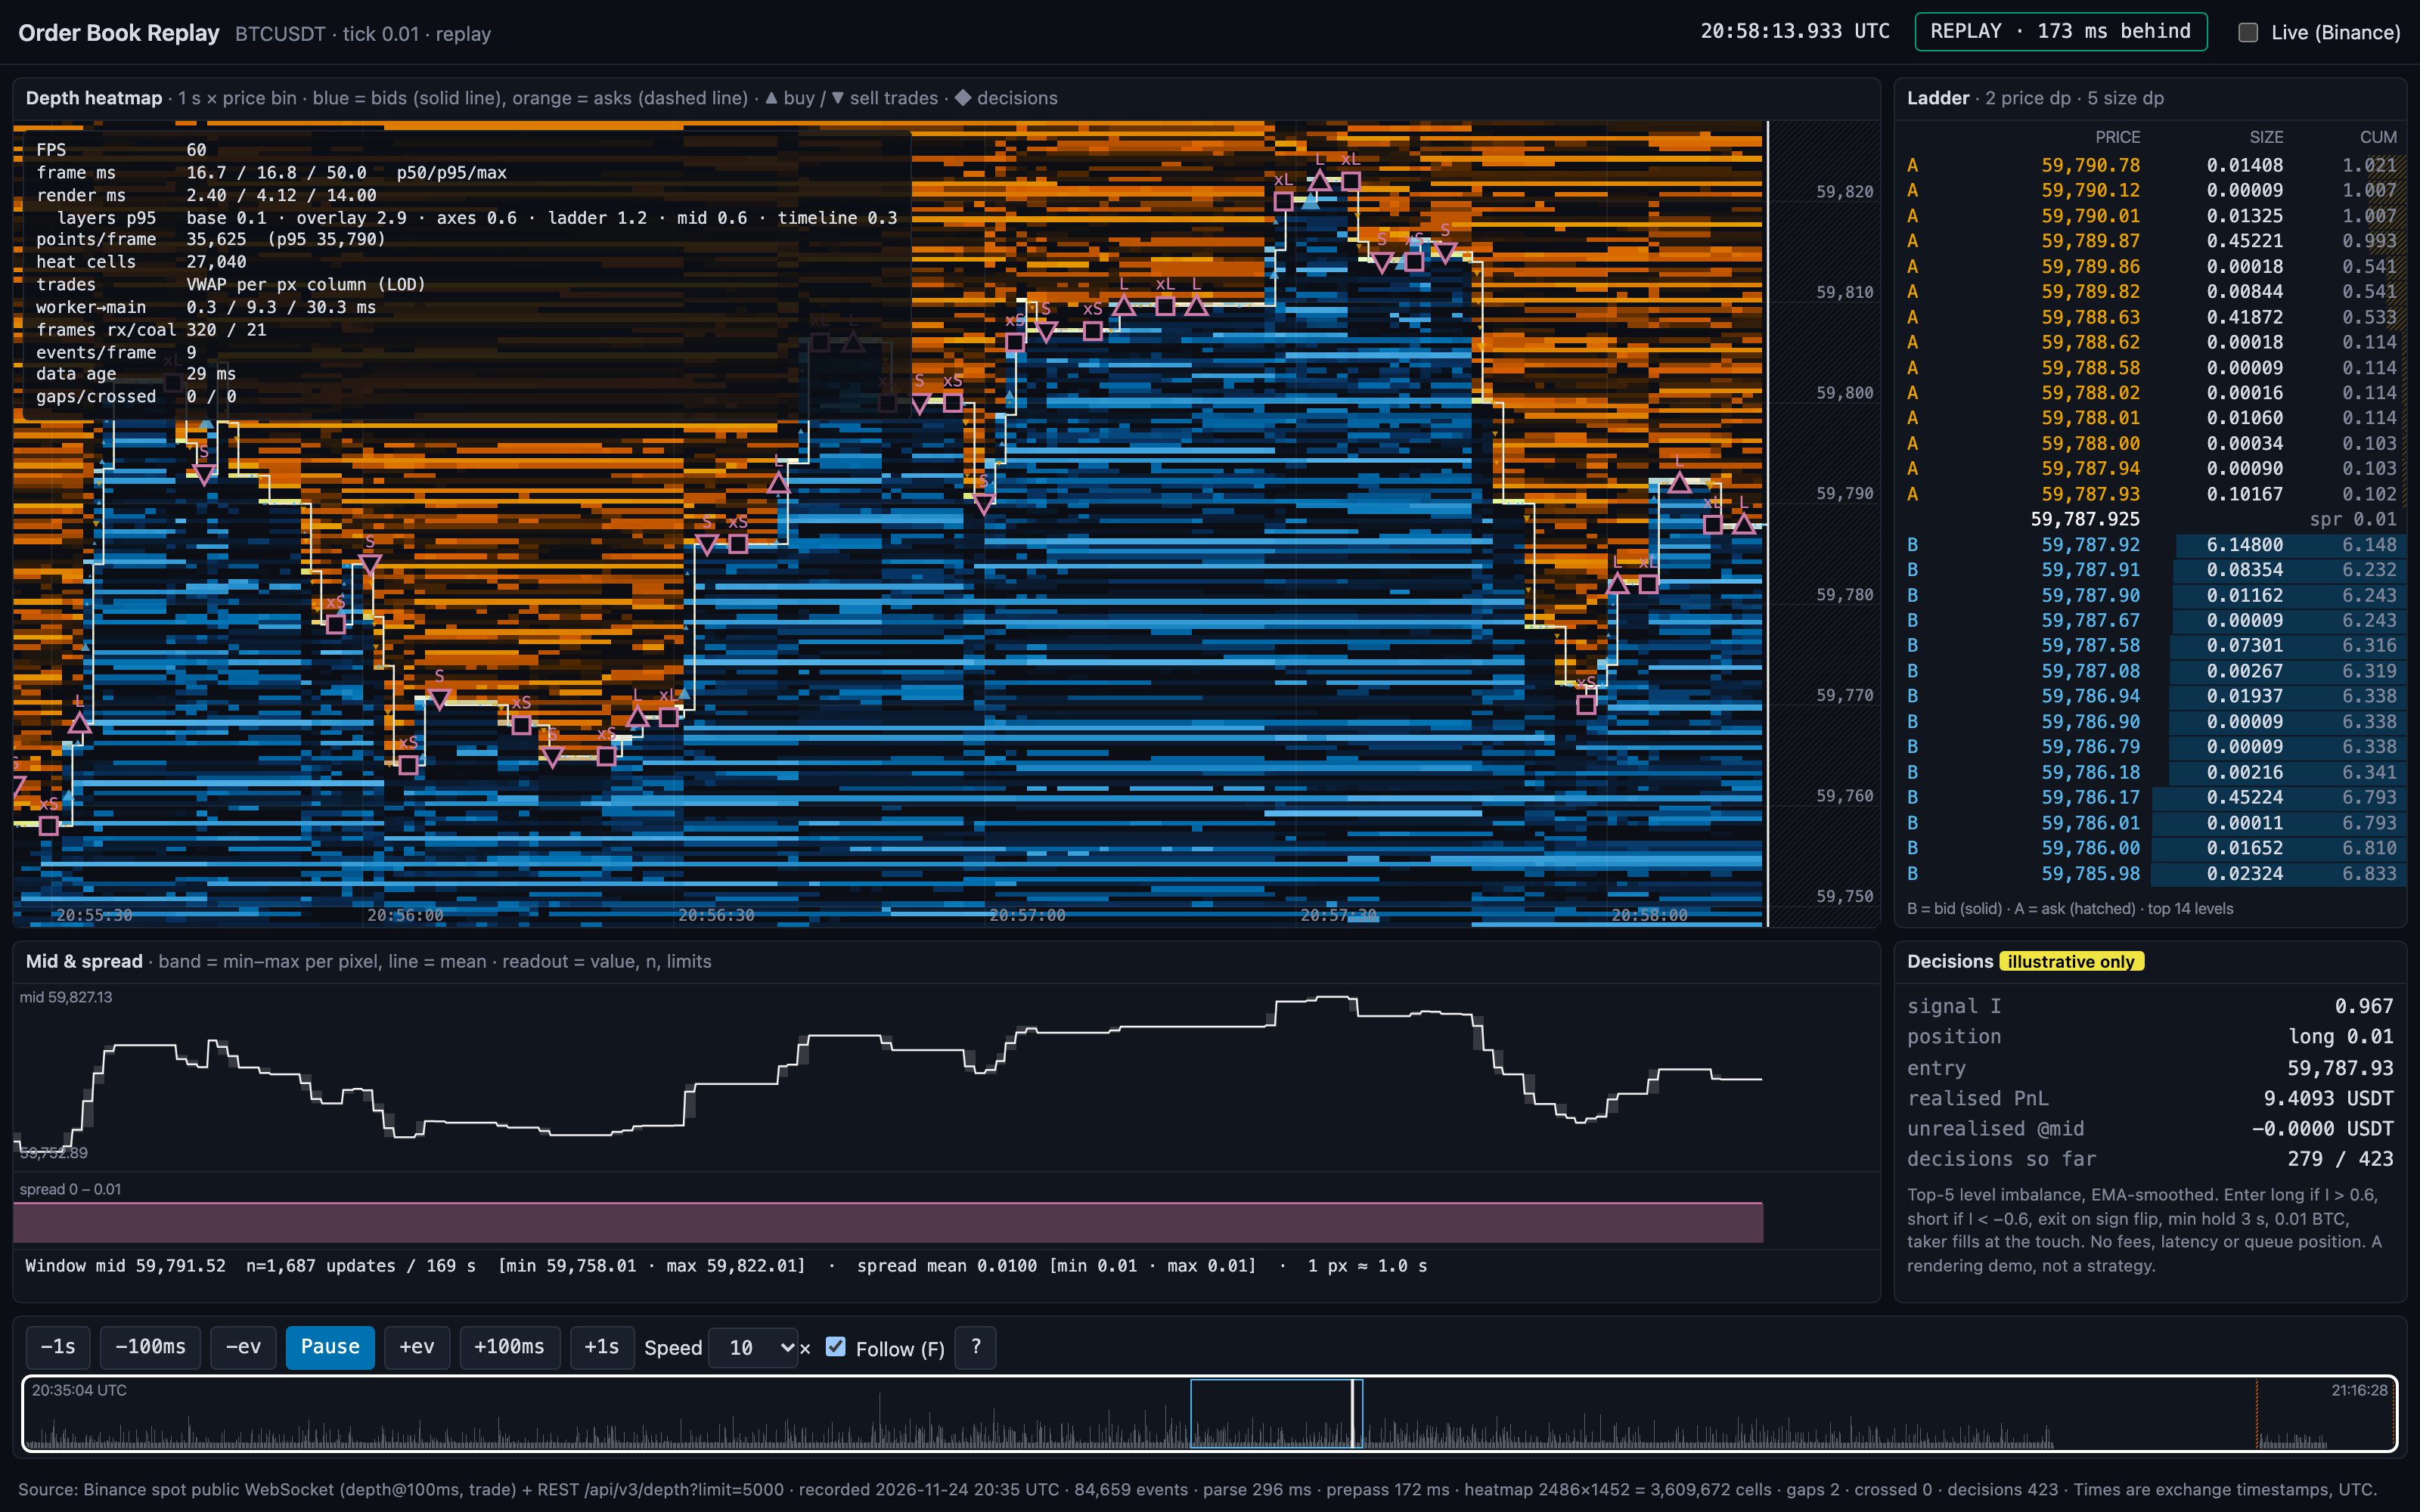 Order Book Replay BTCUSDT · tick 0.01 · replay
20:58:13.933 UTC REPLAY · 173 ms behind Live (Binance)
Depth heatmap · 1 s × price bin · blue = bids (solid line), orange = asks (dashed line) · ▲ buy / ▼ sell trades · ◆ decisions
FPS 60
frame ms 16.7 / 16.8 / 50.0 p50/p95/max
render ms 2.40 / 4.12 / 14.00
layers p95 base 0.1 · overlay 2.9 · axes 0.6 · ladder 1.2 · mid 0.6 · timeline 0.3
points/frame 35,625 (p95 35,790)
heat cells 27,040
trades VWAP per px column (LOD)
worker→main 0.3 / 9.3 / 30.3 ms
frames rx/coal 320 / 21
events/frame 9
data age 29 ms
gaps/crossed 0 / 0
L xL
xL
S xS S
L xL L
xS S xS
xL L
xL
S xS
S
L
S
S xS
S
L
xL L
xS
L xL
xS
S
xS
L xL
L
S xS
xS
xS
59,820
59,810
59,800
59,790
59,780
59,770
59,760
59,750
20:55:30 20:56:00 20:56:30 20:57:00 20:57:30 20:58:00
Ladder · 2 price dp · 5 size dp
PRICE SIZE CUM
A 59,790.78 0.01408 1.021
A 59,790.12 0.00009 1.007
A 59,790.01 0.01325 1.007
A 59,789.87 0.45221 0.993
A 59,789.86 0.00018 0.541
A 59,789.82 0.00844 0.541
A 59,788.63 0.41872 0.533
A 59,788.62 0.00018 0.114
A 59,788.58 0.00009 0.114
A 59,788.02 0.00016 0.114
A 59,788.01 0.01060 0.114
A 59,788.00 0.00034 0.103
A 59,787.94 0.00090 0.103
A 59,787.93 0.10167 0.102
59,787.925 spr 0.01
B 59,787.92 6.14800 6.148
B 59,787.91 0.08354 6.232
B 59,787.90 0.01162 6.243
B 59,787.67 0.00009 6.243
B 59,787.58 0.07301 6.316
B 59,787.08 0.00267 6.319
B 59,786.94 0.01937 6.338
B 59,786.90 0.00009 6.338
B 59,786.79 0.00009 6.338
B 59,786.18 0.00216 6.341
B 59,786.17 0.45224 6.793
B 59,786.01 0.00011 6.793
B 59,786.00 0.01652 6.810
B 59,785.98 0.02324 6.833
B = bid (solid) · A = ask (hatched) · top 14 levels
Mid & spread · band = min–max per pixel, line = mean · readout = value, n, limits
mid 59,827.13
59,752.89
spread 0 – 0.01
Window mid 59,791.52 n=1,687 updates / 169 s [min 59,758.01 · max 59,822.01] · spread mean 0.0100 [min 0.01 · max 0.01] · 1 px ≈ 1.0 s
Decisions illustrative only
signal I 0.967
position long 0.01
entry 59,787.93
realised PnL 9.4093 USDT
unrealised @mid −0.0000 USDT
decisions so far 279 / 423
Top-5 level imbalance, EMA-smoothed. Enter long if I > 0.6,
short if I < −0.6, exit on sign flip, min hold 3 s, 0.01 BTC,
taker fills at the touch. No fees, latency or queue position. A
rendering demo, not a strategy.
−1s −100ms −ev Pause +ev +100ms +1s Speed 10 × Follow (F) ?
20:35:04 UTC 21:16:28
Source: Binance spot public WebSocket (depth@100ms, trade) + REST /api/v3/depth?limit=5000 · recorded 2026-11-24 20:35 UTC · 84,659 events · parse 296 ms · prepass 172 ms · heatmap 2486×1452 = 3,609,672 cells · gaps 2 · crossed 0 · decisions 423 · Times are exchange timestamps, UTC.